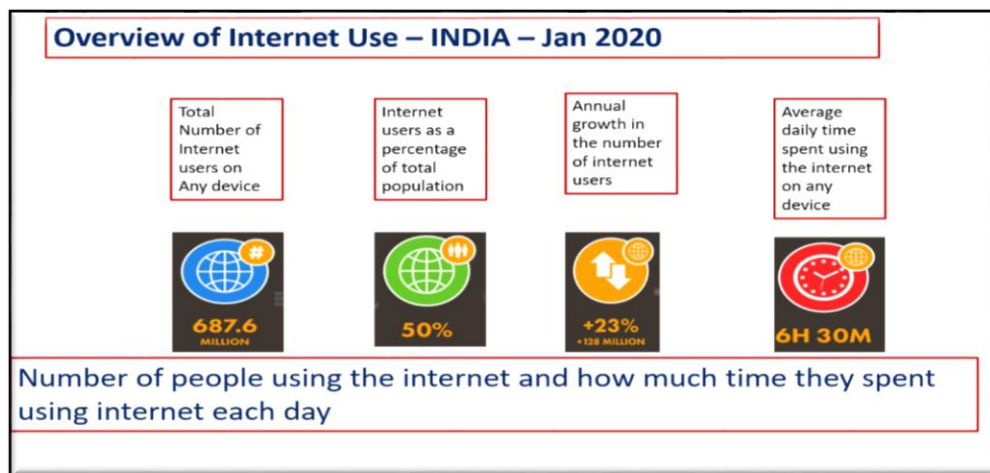 Overview of Internet Use – INDIA – Jan 2020
Total
Number of
Internet
users on
Any device
Internet
users as a
percentage
of total
population
Annual
growth in
the number
of internet
users
Average
daily time
spent using
the internet
on any
device
#
687.6
MILLION
50%
+23%
+128 MILLION
6H 30M
Number of people using the internet and how much time they spent
using internet each day